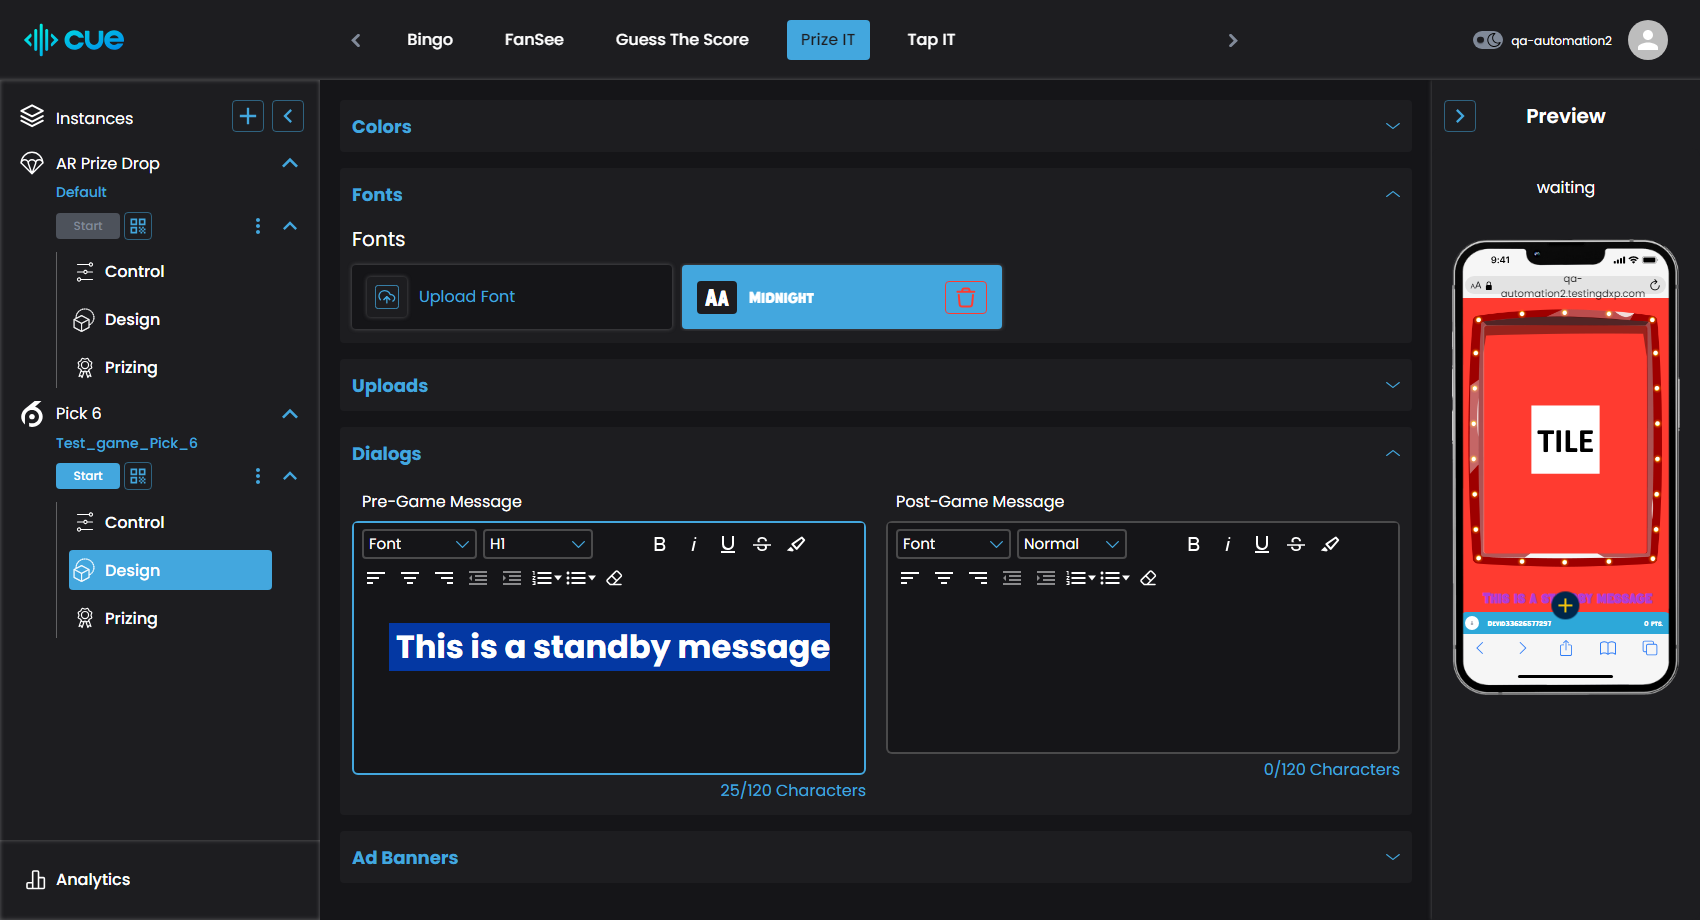 cue
Bingo
FanSee
Guess The Score
Prize IT
Tap IT
qa-automation2
Instances
AR Prize Drop
Default
Start
Control
Design
Prizing
Pick 6
Test_game_Pick_6
Start
Control
Design
Prizing
Analytics
Colors
Fonts
Fonts
Upload Font
AA Midnight
Uploads
Dialogs
Pre-Game Message
Font H1 B i U S
This is a standby message
25/120 Characters
Post-Game Message
Font Normal B i U S
0/120 Characters
Ad Banners
Preview
waiting
9:41
AA qa-
automation2.testingdxp.com
TILE
THIS IS A STANDBY MESSAGE
0 PTS.